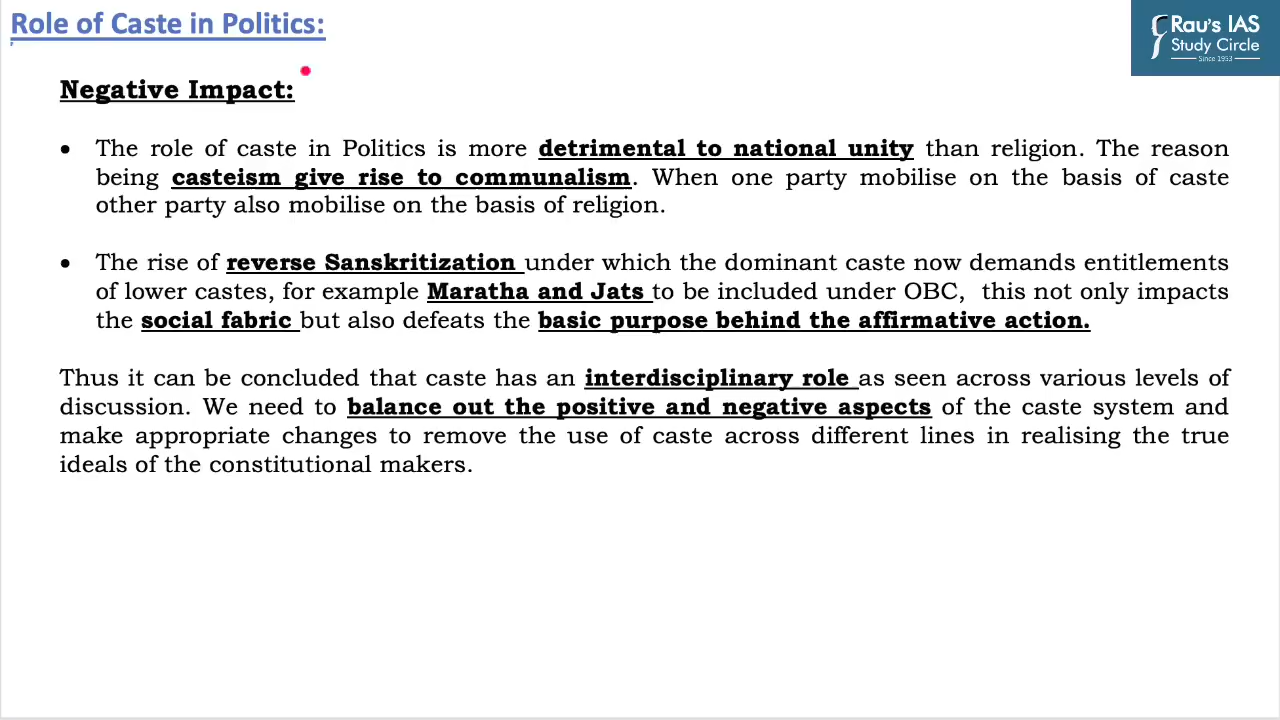 Role of Caste in Politics:
Rau's IAS
Study Circle
Since 1953
Negative Impact:
• The role of caste in Politics is more detrimental to national unity than religion. The reason
being casteism give rise to communalism. When one party mobilise on the basis of caste
other party also mobilise on the basis of religion.
• The rise of reverse Sanskritization under which the dominant caste now demands entitlements
of lower castes, for example Maratha and Jats to be included under OBC, this not only impacts
the social fabric but also defeats the basic purpose behind the affirmative action.
Thus it can be concluded that caste has an interdisciplinary role as seen across various levels of
discussion. We need to balance out the positive and negative aspects of the caste system and
make appropriate changes to remove the use of caste across different lines in realising the true
ideals of the constitutional makers.